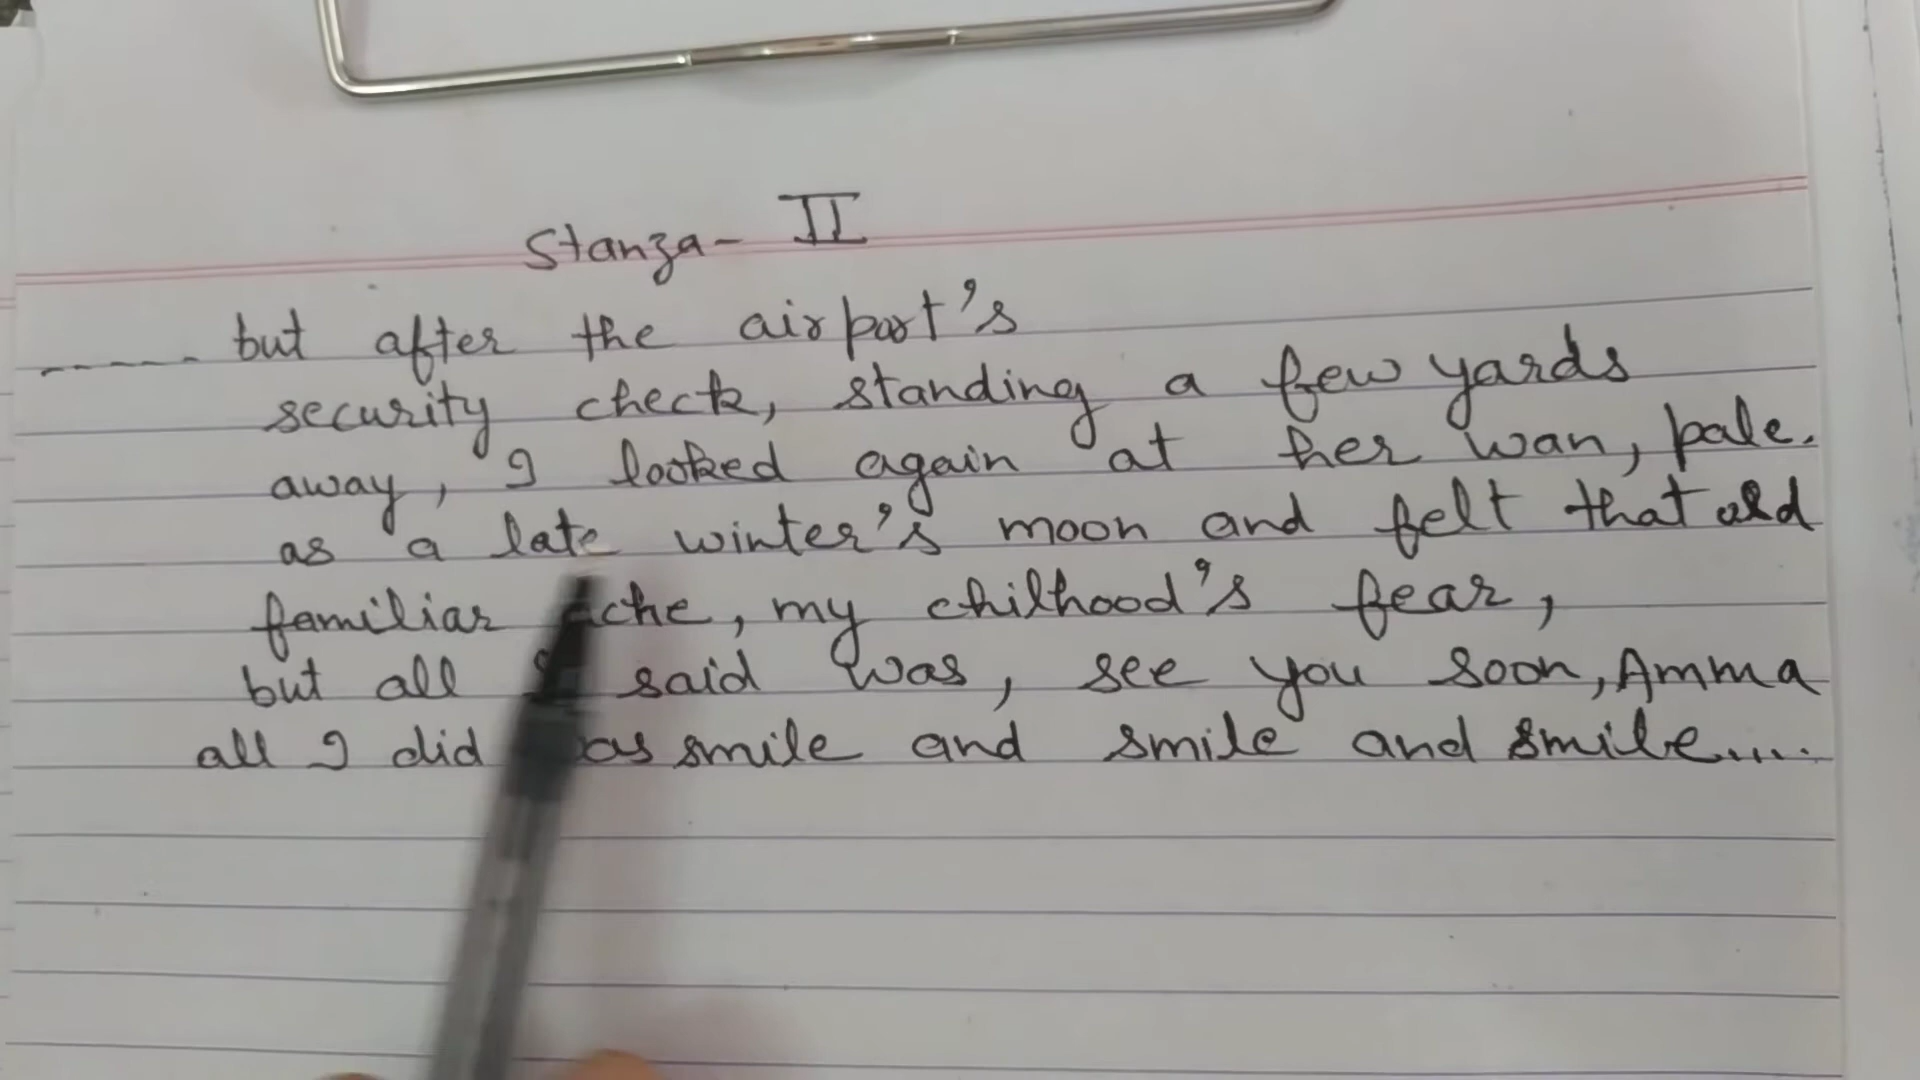 Stanza- II
----- but after the airport's
security check, standing a few yards
away, I looked again at her wan, pale.
as a late winter's moon and felt that old
familiar ache, my chilhood's fear,
but all I said was, see you soon, Amma
all I did was smile and smile and smile....